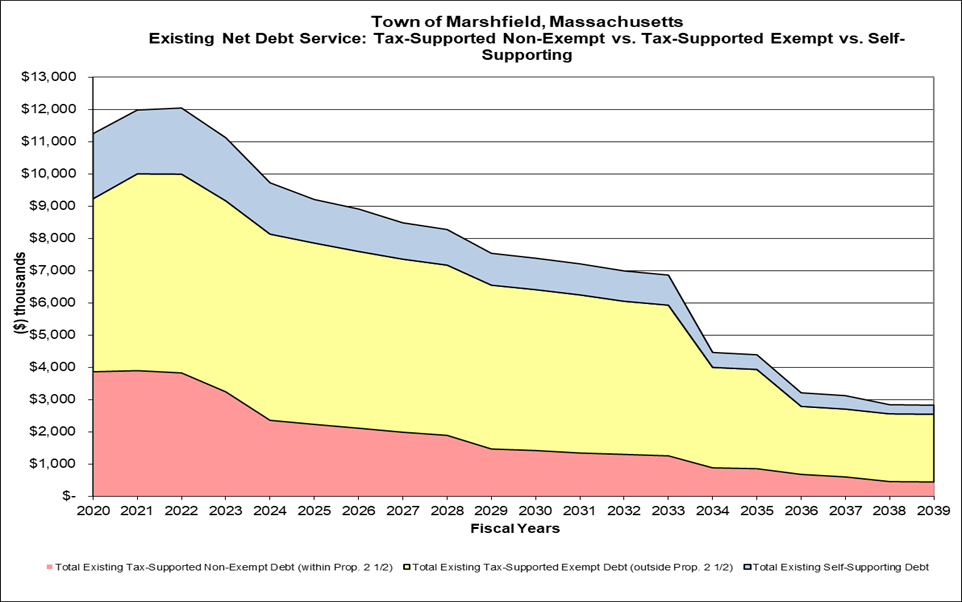 Town of Marshfield, Massachusetts
Existing Net Debt Service: Tax-Supported Non-Exempt vs. Tax-Supported Exempt vs. Self-
Supporting
$13,000
$12,000
$11,000
$10,000
$9,000
$8,000
$7,000
$6,000
$5,000
$4,000
$3,000
$2,000
$1,000
$-
($) thousands
2020 2021 2022 2023 2024 2025 2026 2027 2028 2029 2030 2031 2032 2033 2034 2035 2036 2037 2038 2039
Fiscal Years
Total Existing Tax-Supported Non-Exempt Debt (within Prop. 2 1/2) Total Existing Tax-Supported Exempt Debt (outside Prop. 2 1/2) Total Existing Self-Supporting Debt